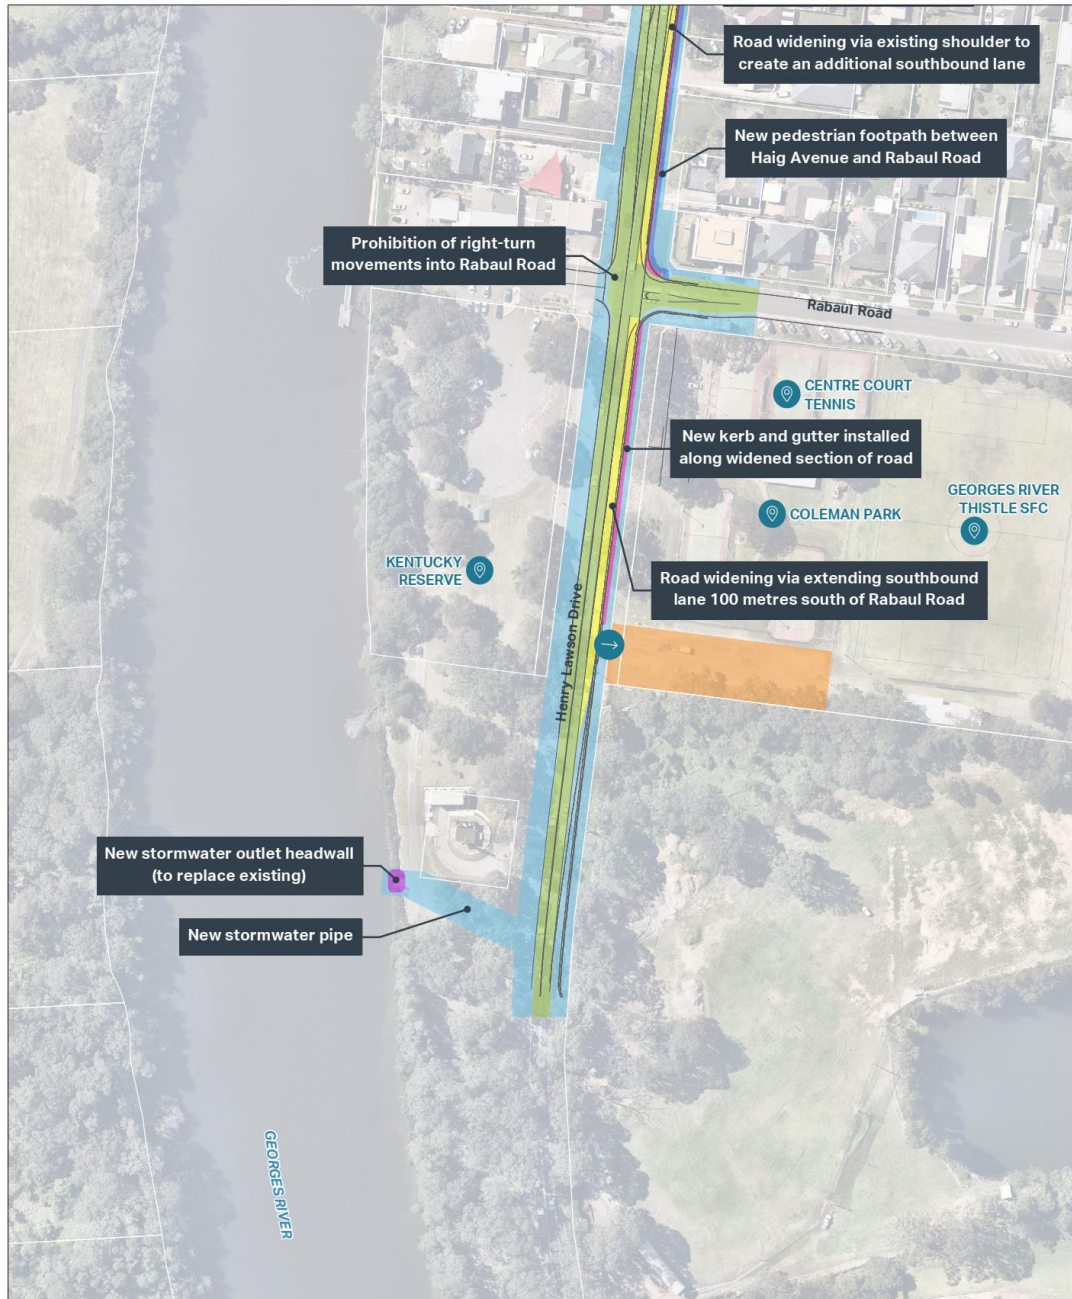 Road widening via existing shoulder to
create an additional southbound lane
New pedestrian footpath between
Haig Avenue and Rabaul Road
Prohibition of right-turn
movements into Rabaul Road
Rabaul Road
CENTRE COURT
TENNIS
New kerb and gutter installed
along widened section of road
GEORGES RIVER
THISTLE SFC
COLEMAN PARK
KENTUCKY
RESERVE
Road widening via extending southbound
lane 100 metres south of Rabaul Road
Henry Lawson Drive
New stormwater outlet headwall
(to replace existing)
New stormwater pipe
GEORGES RIVER